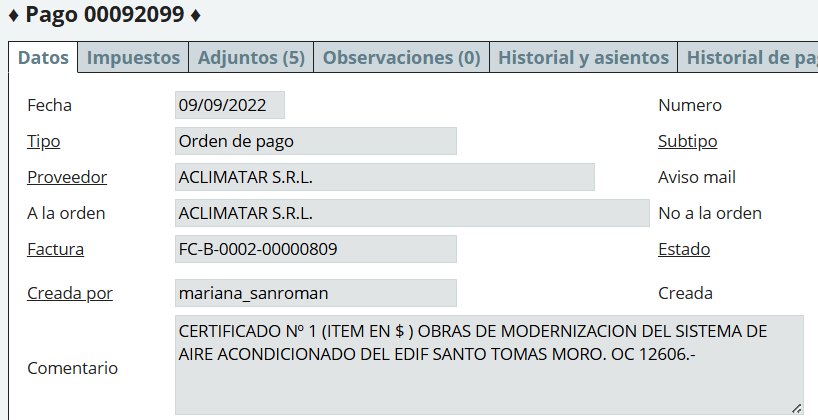 ♦ Pago 00092099 ♦
Datos Impuestos Adjuntos (5) Observaciones (0) Historial y asientos Historial de pag
Fecha 09/09/2022 Numero
Tipo Orden de pago Subtipo
Proveedor ACLIMATAR S.R.L. Aviso mail
A la orden ACLIMATAR S.R.L. No a la orden
Factura FC-B-0002-00000809 Estado
Creada por mariana_sanroman Creada
Comentario
CERTIFICADO Nº 1 (ITEM EN $ ) OBRAS DE MODERNIZACION DEL SISTEMA DE
AIRE ACONDICIONADO DEL EDIF SANTO TOMAS MORO. OC 12606.-